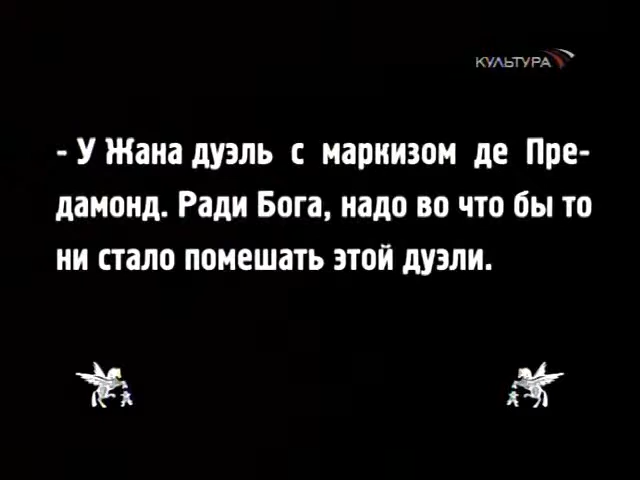 КУЛЬТУРА
- У Жана дуэль с маркизом де Пре-
дамонд. Ради Бога, надо во что бы то
ни стало помешать этой дуэли.